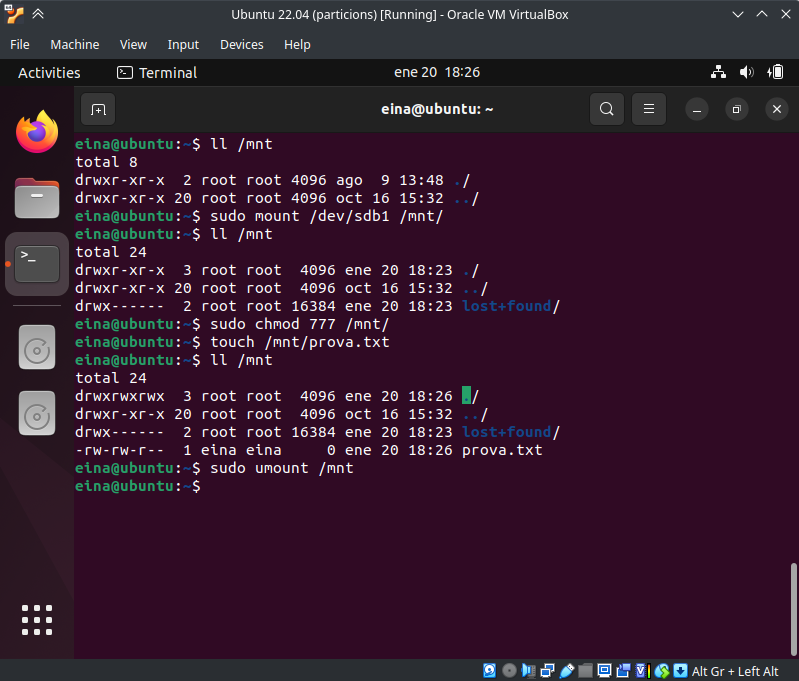 Ubuntu 22.04 (particions) [Running] - Oracle VM VirtualBox
File Machine View Input Devices Help
Activities Terminal ene 20 18:26
eina@ubuntu: ~
eina@ubuntu:~$ ll /mnt
total 8
drwxr-xr-x  2 root root 4096 ago  9 13:48 ./
drwxr-xr-x 20 root root 4096 oct 16 15:32 ../
eina@ubuntu:~$ sudo mount /dev/sdb1 /mnt/
eina@ubuntu:~$ ll /mnt
total 24
drwxr-xr-x  3 root root  4096 ene 20 18:23 ./
drwxr-xr-x 20 root root  4096 oct 16 15:32 ../
drwx------  2 root root 16384 ene 20 18:23 lost+found/
eina@ubuntu:~$ sudo chmod 777 /mnt/
eina@ubuntu:~$ touch /mnt/prova.txt
eina@ubuntu:~$ ll /mnt
total 24
drwxrwxrwx  3 root root  4096 ene 20 18:26 ./
drwxr-xr-x 20 root root  4096 oct 16 15:32 ../
drwx------  2 root root 16384 ene 20 18:23 lost+found/
-rw-rw-r--  1 eina eina     0 ene 20 18:26 prova.txt
eina@ubuntu:~$ sudo umount /mnt
eina@ubuntu:~$
Alt Gr + Left Alt